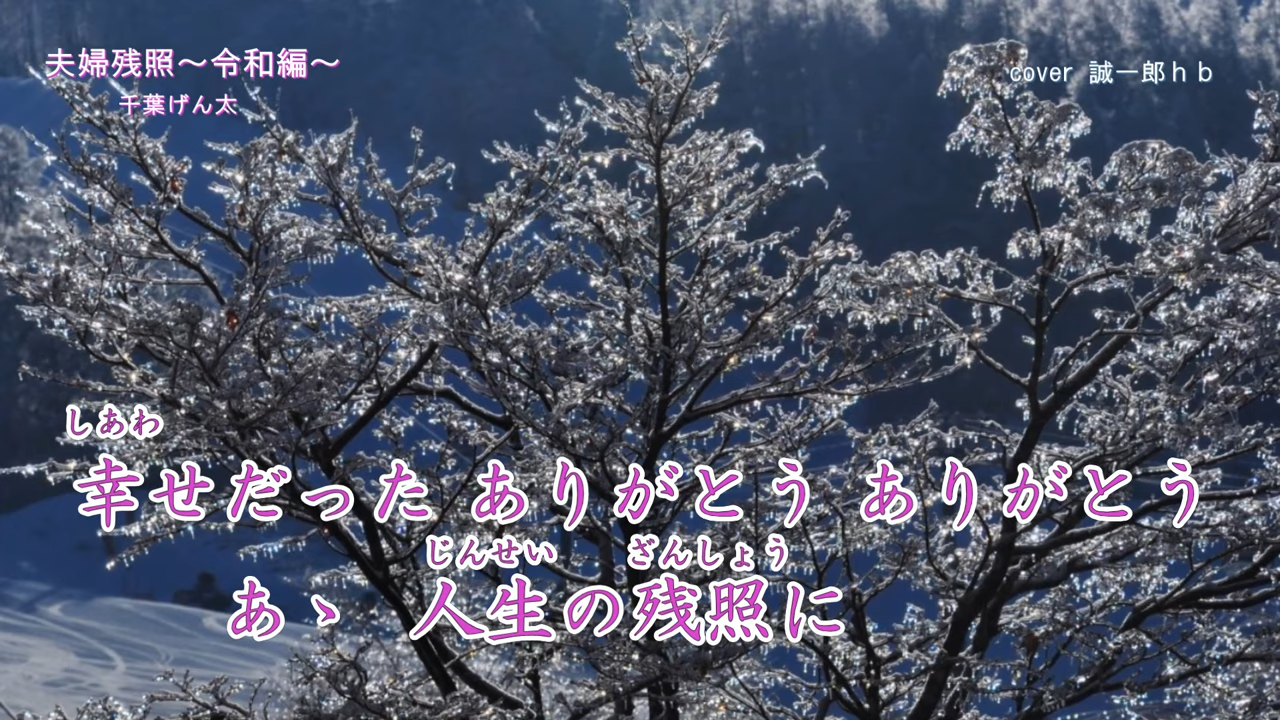 夫婦残照～令和編～
千葉げん太
cover 誠一郎ｈｂ
しあわ
幸せだった ありがとう ありがとう
じんせい ざんしょう
あゝ 人生の残照に